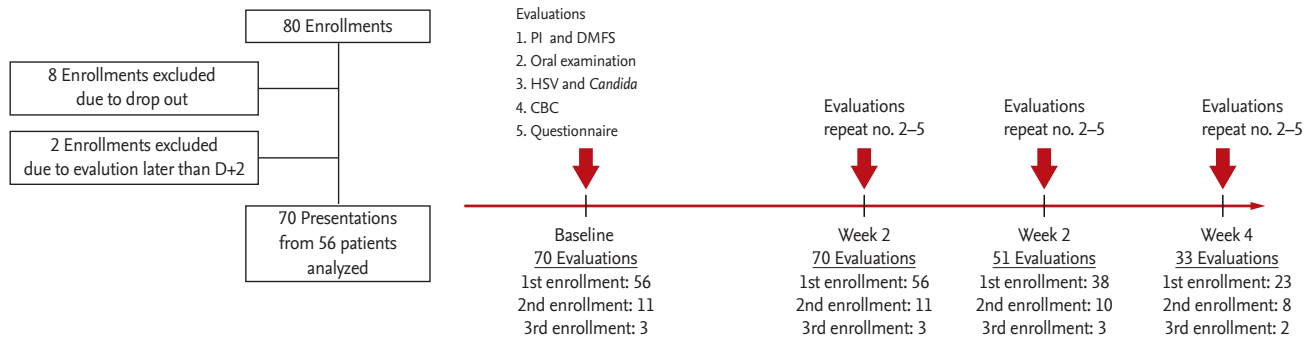 80 Enrollments
8 Enrollments excluded
due to drop out
2 Enrollments excluded
due to evalution later than D+2
70 Presentations
from 56 patients
analyzed
Evaluations
1. PI and DMFS
2. Oral examination
3. HSV and Candida
4. CBC
5. Questionnaire
Evaluations
repeat no. 2–5
Evaluations
repeat no. 2–5
Evaluations
repeat no. 2–5
Baseline
70 Evaluations
1st enrollment: 56
2nd enrollment: 11
3rd enrollment: 3
Week 2
70 Evaluations
1st enrollment: 56
2nd enrollment: 11
3rd enrollment: 3
Week 2
51 Evaluations
1st enrollment: 38
2nd enrollment: 10
3rd enrollment: 3
Week 4
33 Evaluations
1st enrollment: 23
2nd enrollment: 8
3rd enrollment: 2